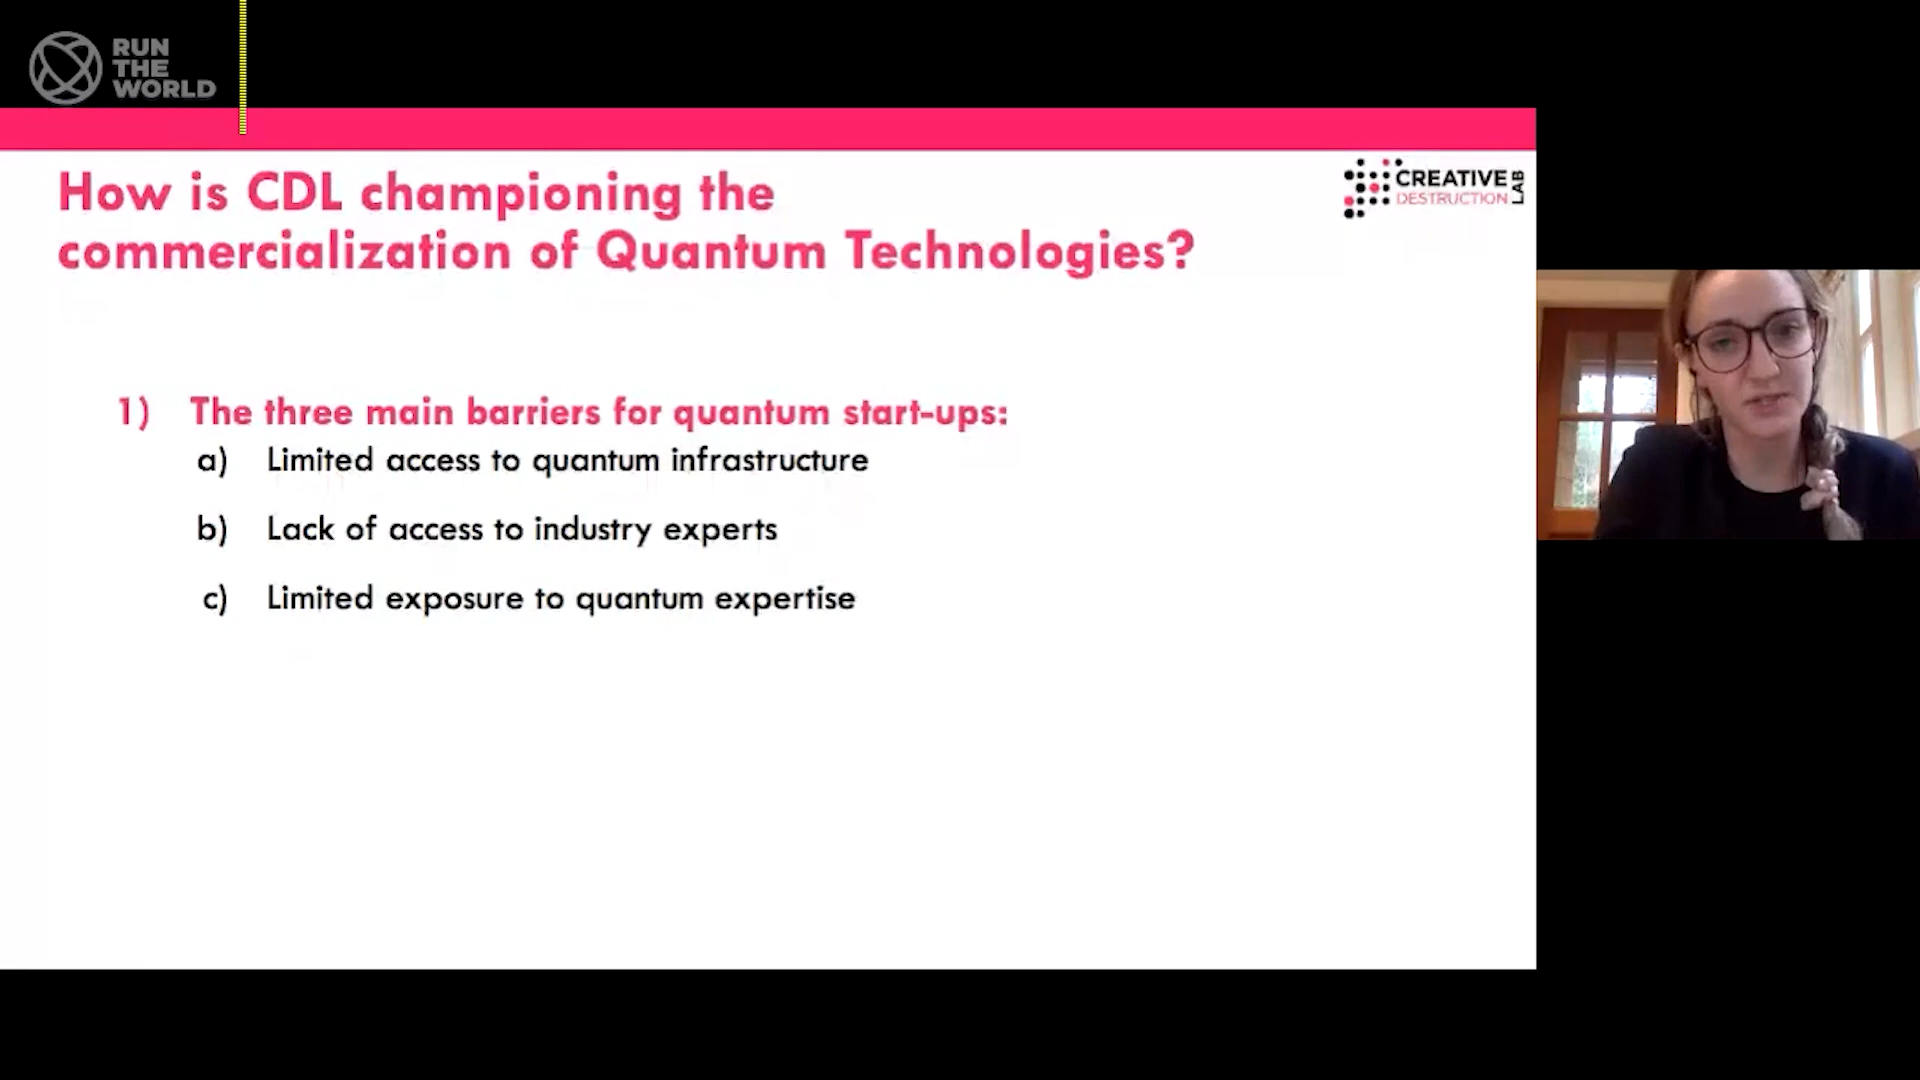 RUN
THE
WORLD
How is CDL championing the
commercialization of Quantum Technologies?
CREATIVE
DESTRUCTION
LAB
1) The three main barriers for quantum start-ups:
a) Limited access to quantum infrastructure
b) Lack of access to industry experts
c) Limited exposure to quantum expertise